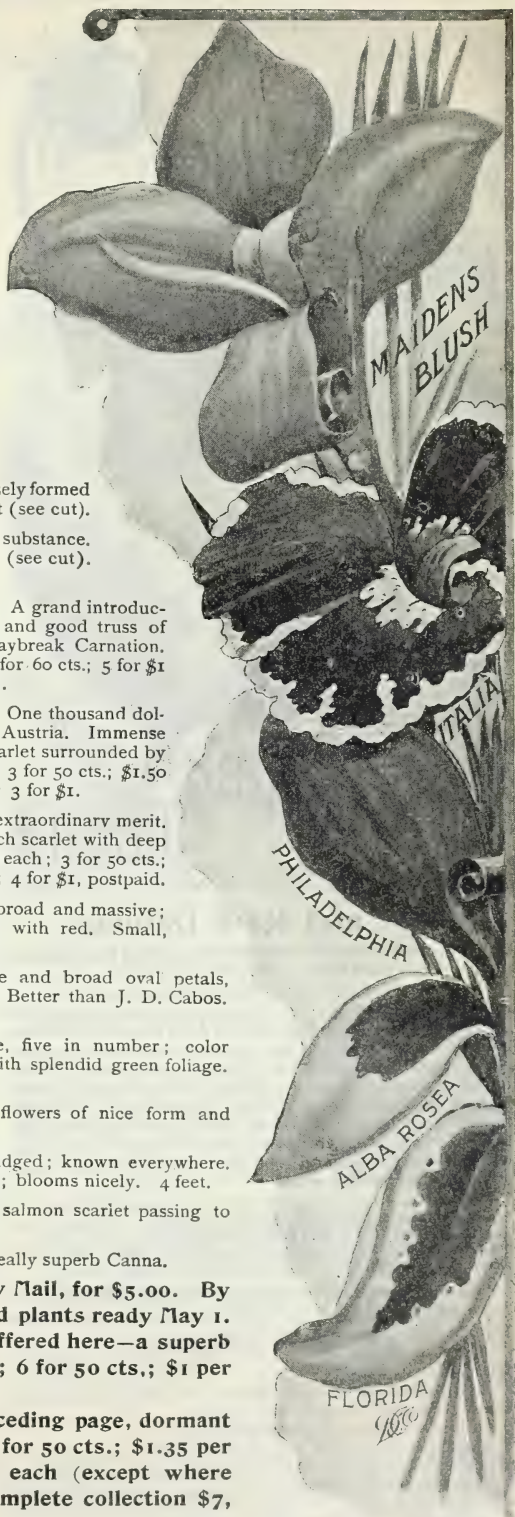 MAIDENS
BLUSH
ely formed
(see cut).
substance.
(see cut).
A grand introduc-
and good truss of
aybreak Carnation.
for 60 cts.; 5 for $1
.
One thousand dol-
Austria. Immense
arlet surrounded by
3 for 50 cts.; $1.50
3 for $1.
extraordinary merit.
ch scarlet with deep
each; 3 for 50 cts.;
4 for $1, postpaid.
broad and massive;
with red. Small,
e and broad oval petals,
Better than J. D. Cabos.
e, five in number; color
ith splendid green foliage.
flowers of nice form and
dged; known everywhere.
; blooms nicely. 4 feet.
salmon scarlet passing to
eally superb Canna.
y Mail, for $5.00. By
d plants ready May 1.
ffered here—a superb
; 6 for 50 cts.; $1 per
ceding page, dormant
for 50 cts.; $1.35 per
each (except where
mplete collection $7,
ITALIA
PHILADELPHIA
ALBA ROSEA
FLORIDA